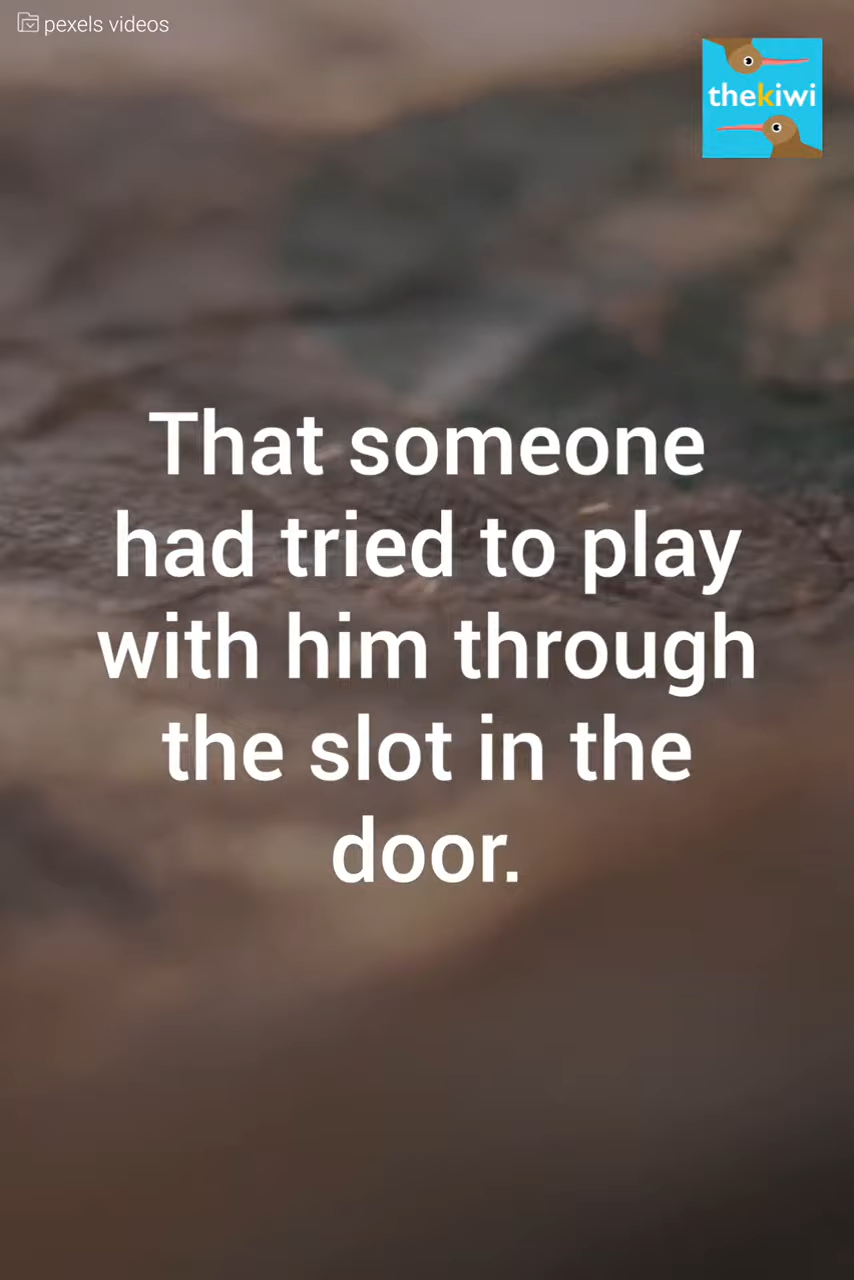 pexels videos
thekiwi
That someone
had tried to play
with him through
the slot in the
door.